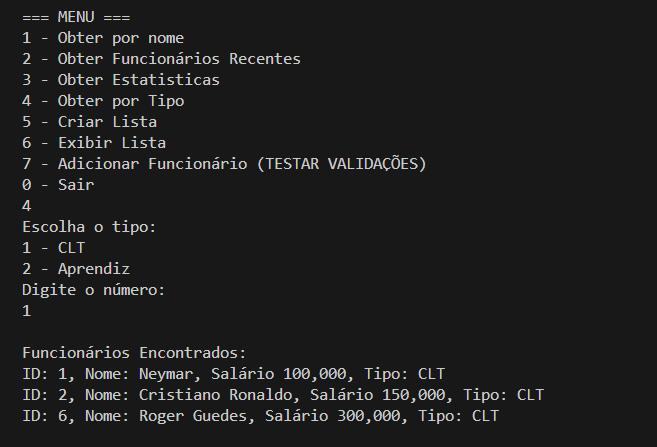 === MENU ===
1 - Obter por nome
2 - Obter Funcionários Recentes
3 - Obter Estatisticas
4 - Obter por Tipo
5 - Criar Lista
6 - Exibir Lista
7 - Adicionar Funcionário (TESTAR VALIDAÇÕES)
0 - Sair
4
Escolha o tipo:
1 - CLT
2 - Aprendiz
Digite o número:
1

Funcionários Encontrados:
ID: 1, Nome: Neymar, Salário 100,000, Tipo: CLT
ID: 2, Nome: Cristiano Ronaldo, Salário 150,000, Tipo: CLT
ID: 6, Nome: Roger Guedes, Salário 300,000, Tipo: CLT